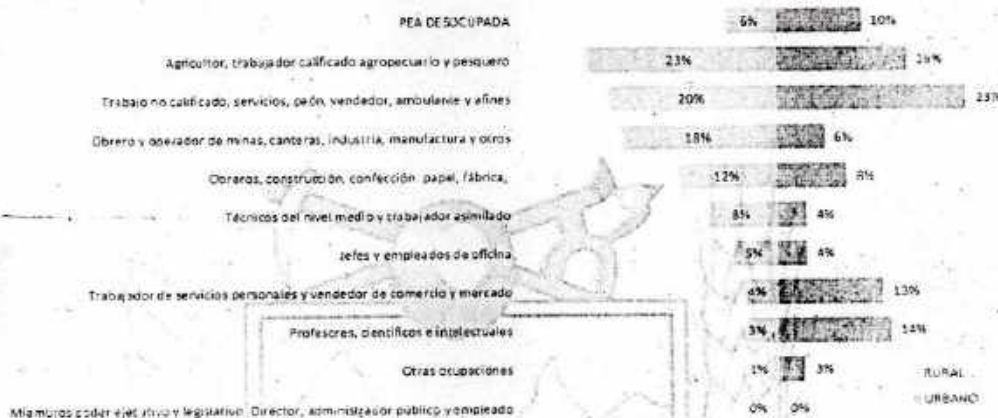 PEA DESOCUPADA 6% 10%
Agricultor, trabajador calificado agropecuario y pesquero 23%
Trabajo no calificado, servicios, peón, vendedor, ambulante y afines 20% 23%
Obrero y operador de minas, canteras, industria, manufactura y otros 18% 6%
Obreros, construcción, confección papel, fábrica, 12% 8%
Técnicos del nivel medio y trabajador asimilado 8% 4%
Jefes y empleados de oficina 5% 4%
Trabajador de servicios personales y vendedor de comercio y mercado 4% 13%
Profesores, científicos e intelectuales 3% 14%
Otras ocupaciones 1% 3%
RURAL
URBANO
Miembros poder ejecutivo y legislativo Director, administrador público y empleado 0% 0%